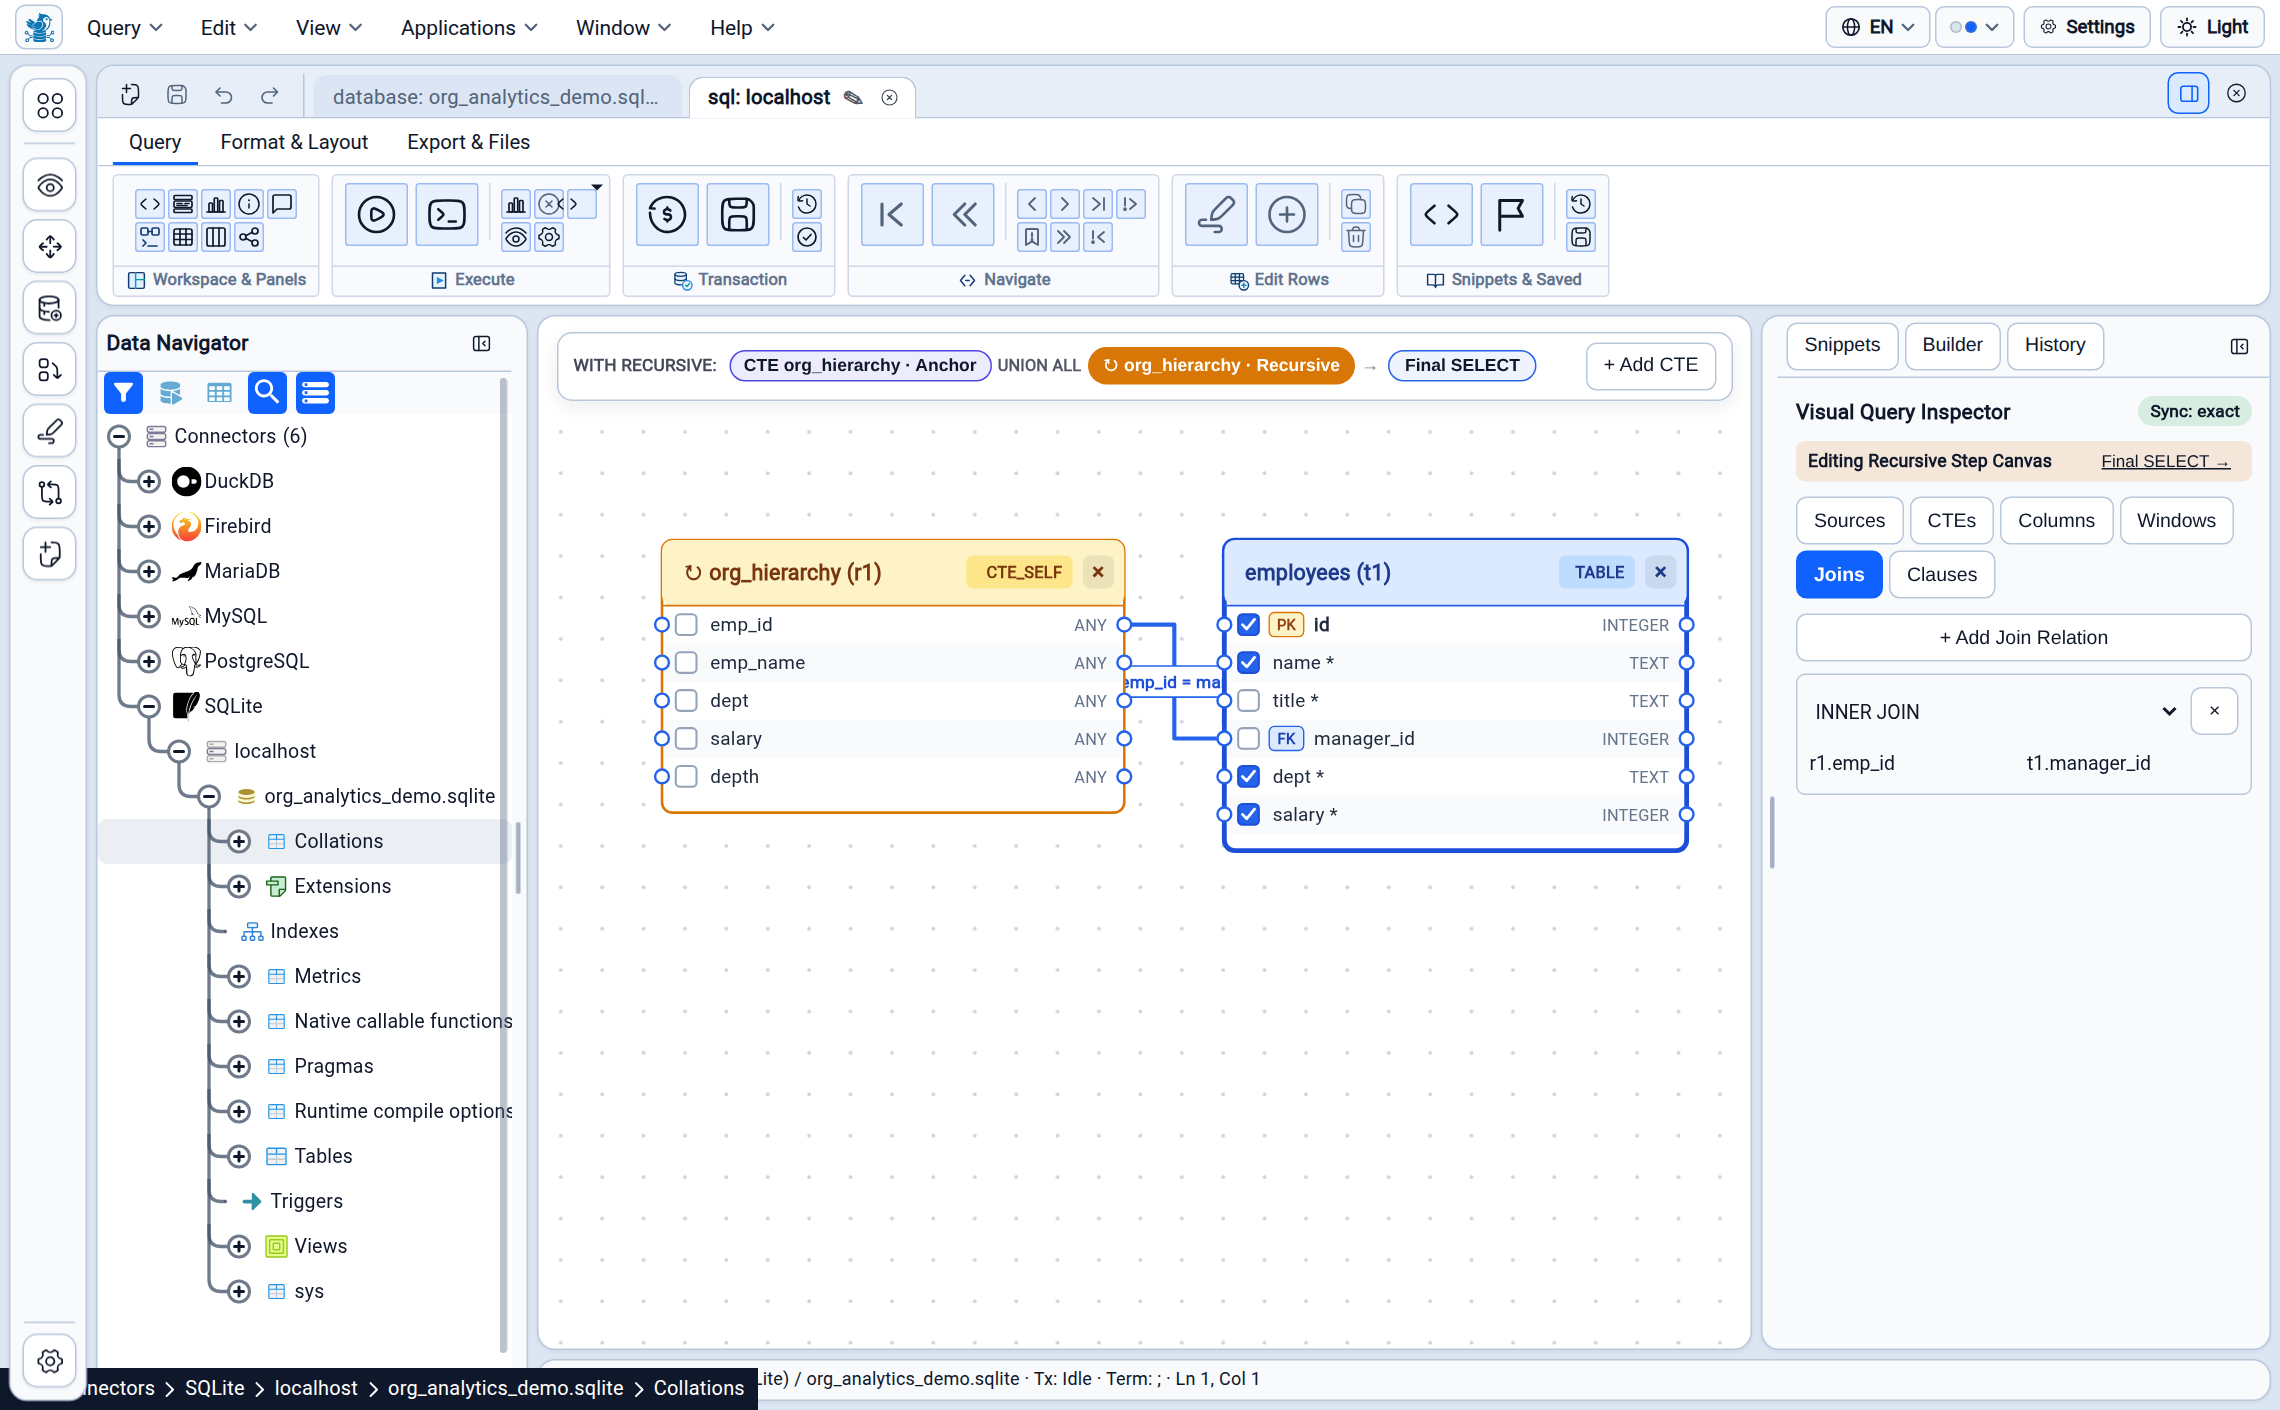 Query Edit View Applications Window Help EN Settings Light
database: org_analytics_demo.sql... sql: localhost
Query Format & Layout Export & Files
Workspace & Panels Execute Transaction Navigate Edit Rows Snippets & Saved
Data Navigator
Connectors (6)
DuckDB
Firebird
MariaDB
MySQL MySQL
PostgreSQL
SQLite
localhost
org_analytics_demo.sqlite
Collations
Extensions
Indexes
Metrics
Native callable functions
Pragmas
Runtime compile options
Tables
Triggers
Views
sys
WITH RECURSIVE: CTE org_hierarchy · Anchor UNION ALL ↻ org_hierarchy · Recursive → Final SELECT + Add CTE
↻ org_hierarchy (r1) CTE_SELF ×
emp_id ANY
emp_name ANY
dept ANY
salary ANY
depth ANY
emp_id = ma
employees (t1) TABLE ×
PK id INTEGER
name * TEXT
title * TEXT
FK manager_id INTEGER
dept * TEXT
salary * INTEGER
Snippets Builder History
Visual Query Inspector Sync: exact
Editing Recursive Step Canvas Final SELECT →
Sources CTEs Columns Windows
Joins Clauses
+ Add Join Relation
INNER JOIN ×
r1.emp_id t1.manager_id
nnectors > SQLite > localhost > org_analytics_demo.sqlite > Collations
Lite) / org_analytics_demo.sqlite · Tx: Idle · Term: ; · Ln 1, Col 1